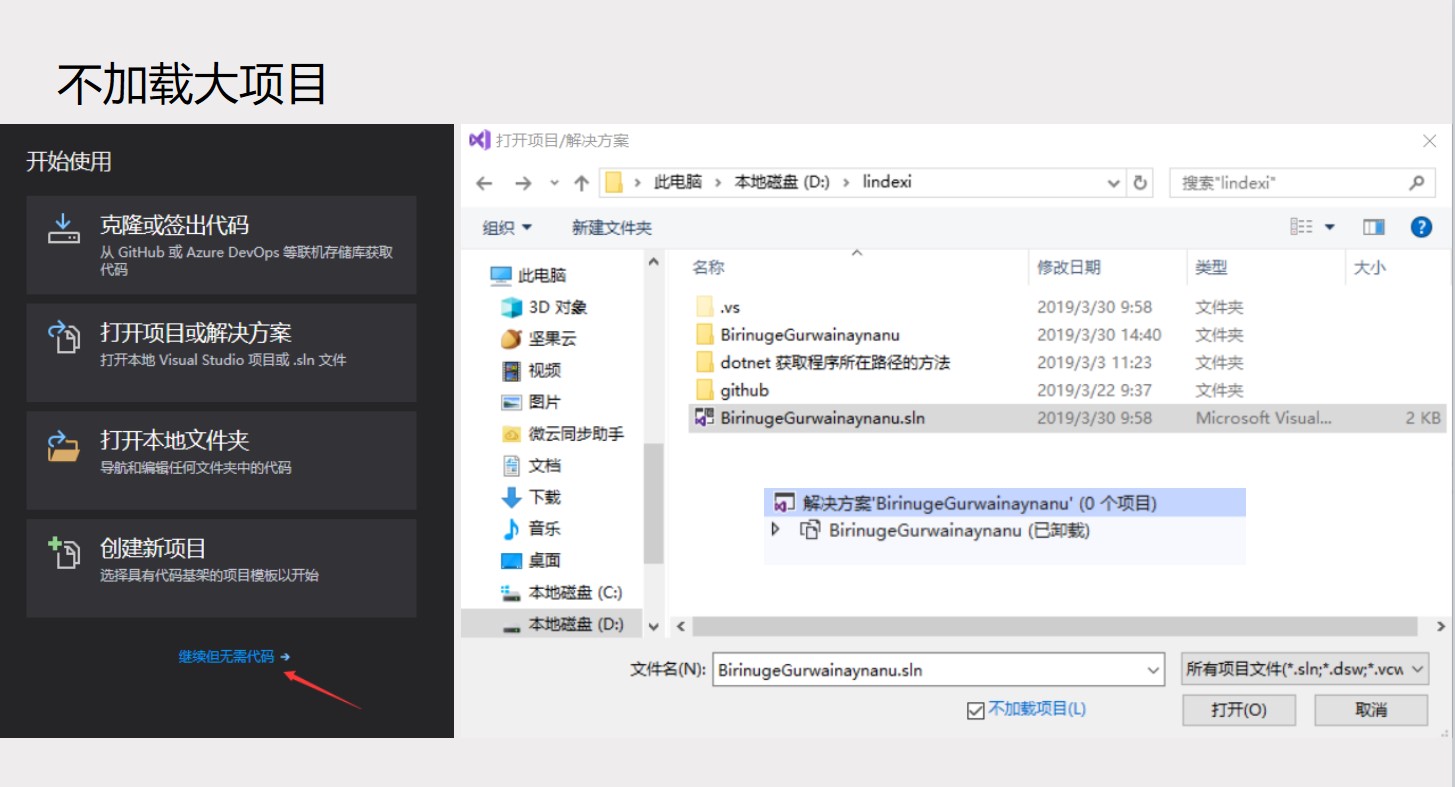 不加载大项目
开始使用
克隆或签出代码
从 GitHub 或 Azure DevOps 等联机存储库获取
代码
打开项目或解决方案
打开本地 Visual Studio 项目或 .sln 文件
打开本地文件夹
导航和编辑任何文件夹中的代码
创建新项目
选择具有代码基架的项目模板以开始
继续但无需代码 →
打开项目/解决方案
此电脑 › 本地磁盘 (D:) › lindexi
搜索"lindexi"
组织 新建文件夹
此电脑
3D 对象
坚果云
视频
图片
微云同步助手
文档
下载
音乐
桌面
本地磁盘 (C:)
本地磁盘 (D:)
名称 修改日期 类型 大小
.vs 2019/3/30 9:58 文件夹
BirinugeGurwainaynanu 2019/3/30 14:40 文件夹
dotnet 获取程序所在路径的方法 2019/3/3 11:23 文件夹
github 2019/3/22 9:37 文件夹
BirinugeGurwainaynanu.sln 2019/3/30 9:58 Microsoft Visual... 2 KB
解决方案'BirinugeGurwainaynanu' (0 个项目)
BirinugeGurwainaynanu (已卸载)
文件名(N): BirinugeGurwainaynanu.sln 所有项目文件(*.sln;*.dsw;*.vcw
不加载项目(L) 打开(O) 取消